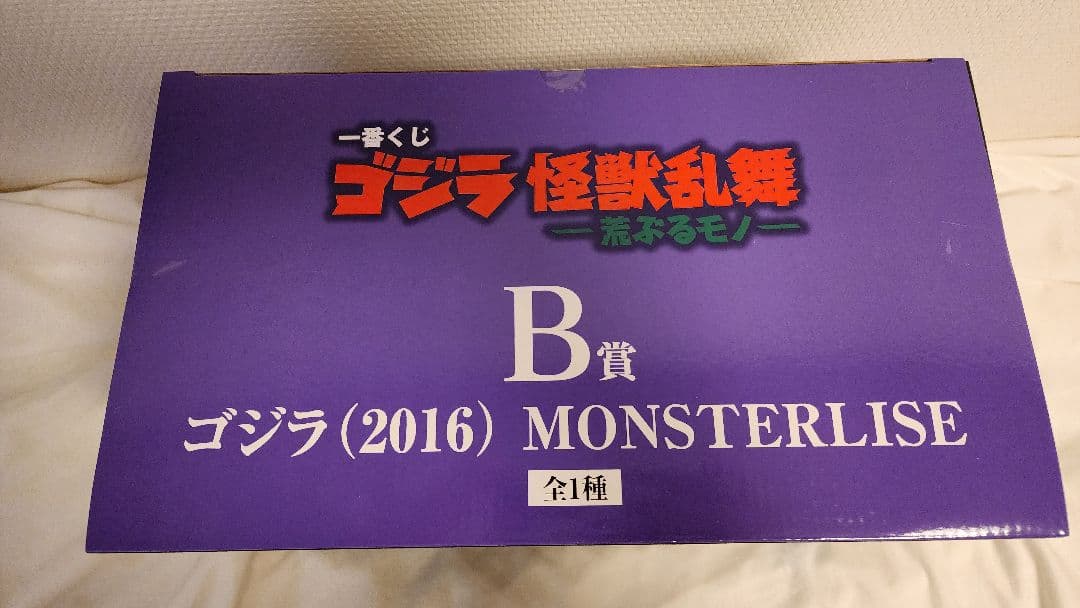 一番くじ
ゴジラ 怪獣乱舞
―荒ぶるモノ―
B賞
ゴジラ（2016） MONSTERLISE
全1種